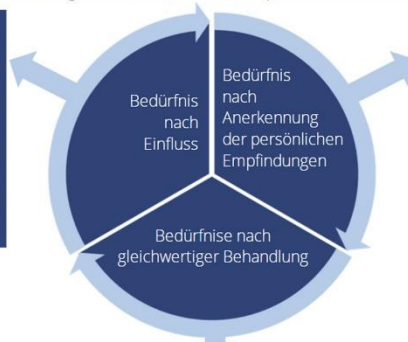 Bedürfnis
nach
Einfluss
Bedürfnis
nach
Anerkennung
der persönlichen
Empfindungen
Bedürfnise nach
gleichwertiger Behandlung